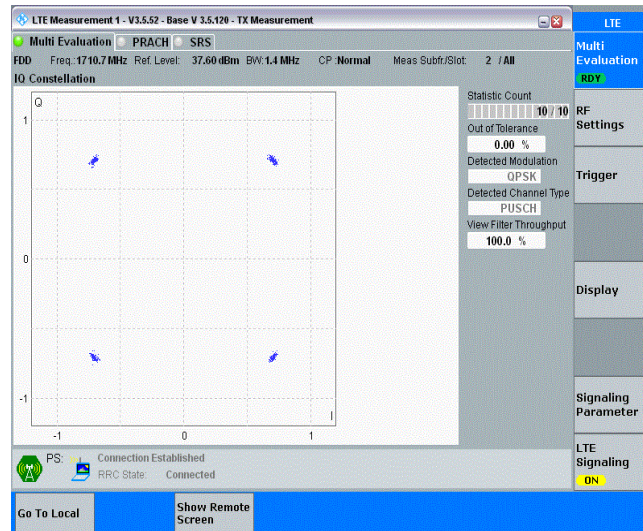 LTE Measurement 1 - V3.5.52 - Base V 3.5.120 - TX Measurement
LTE
Multi Evaluation PRACH SRS
FDD Freq.:1710.7 MHz Ref. Level: 37.60 dBm BW:1.4 MHz CP :Normal Meas Subfr./Slot: 2 / All
IQ Constellation
Multi
Evaluation
RDY
Q
1
0
-1
I
-1 0 1
Statistic Count
10 / 10
Out of Tolerance
0.00 %
Detected Modulation
QPSK
Detected Channel Type
PUSCH
View Filter Throughput
100.0 %
RF
Settings
Trigger
Display
Signaling
Parameter
LTE
Signaling
ON
PS: Connection Established
RRC State: Connected
Go To Local
Show Remote
Screen